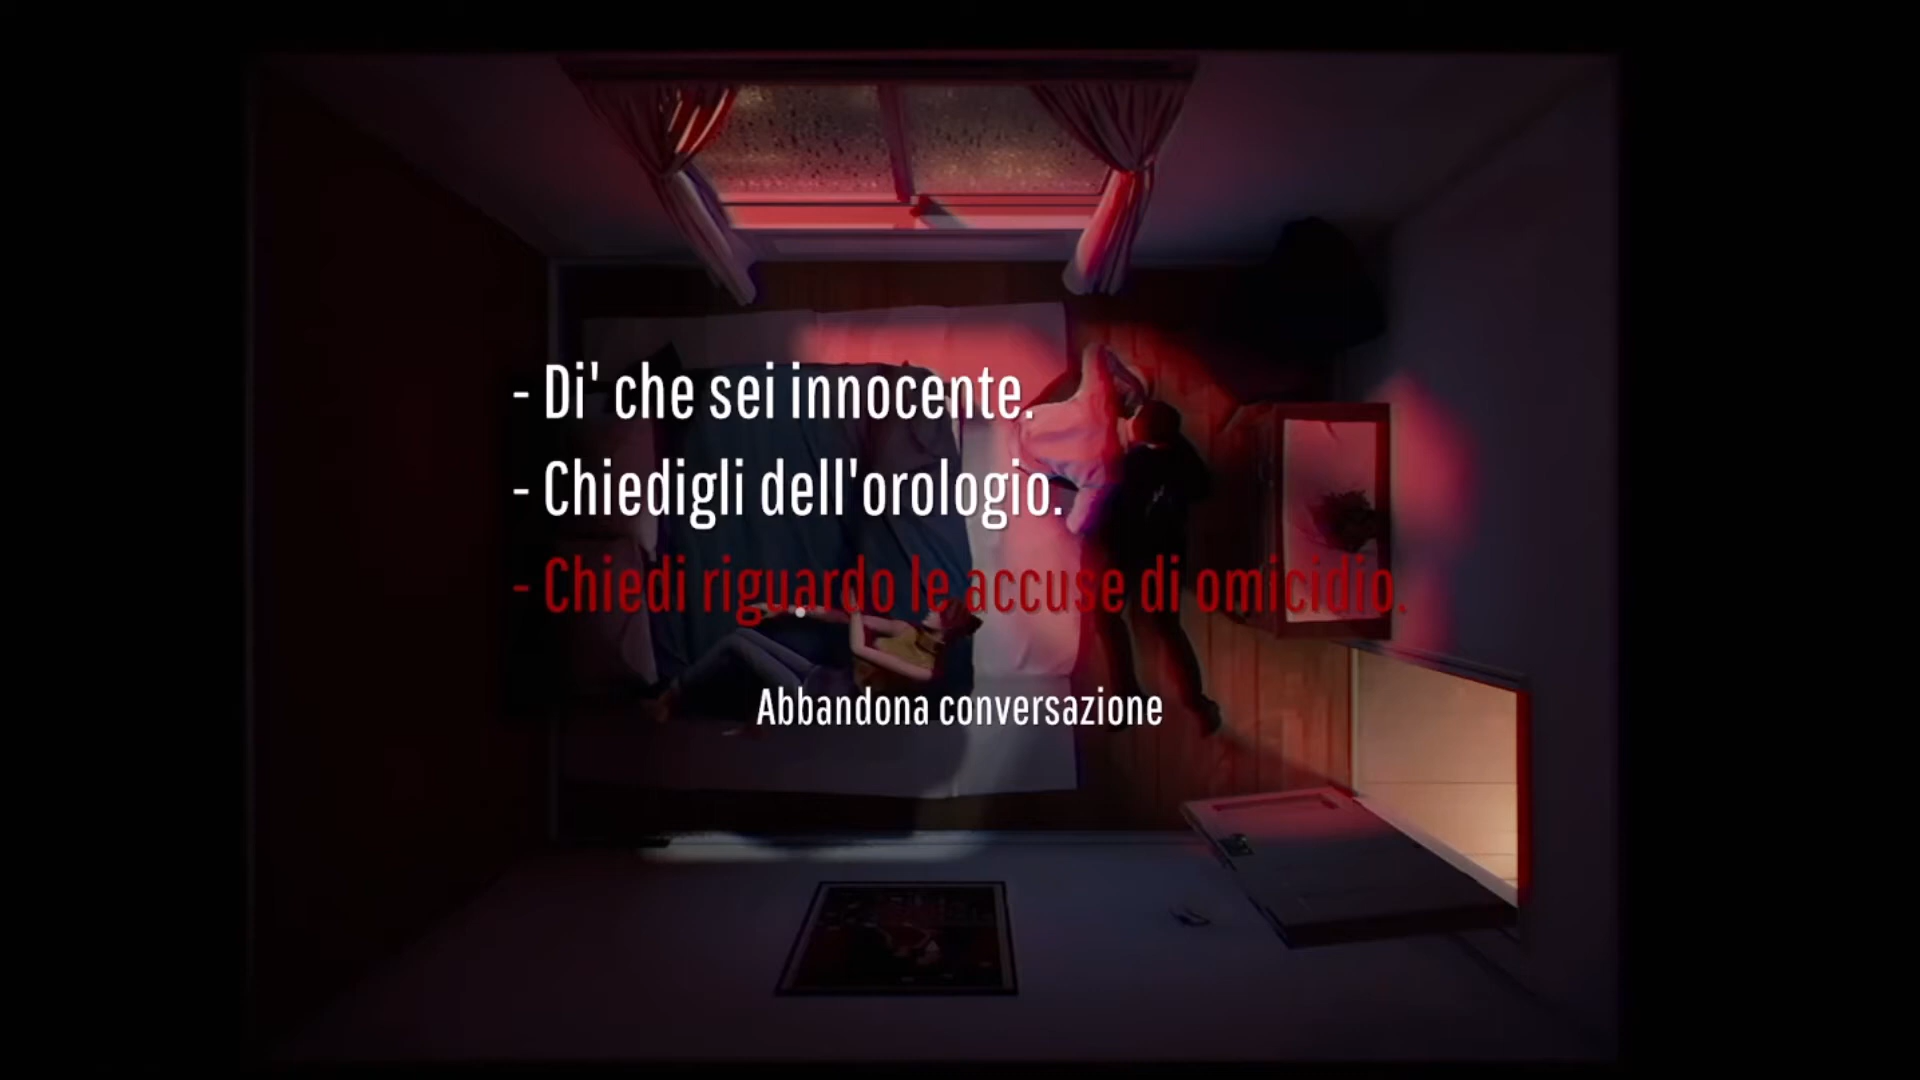 - Di' che sei innocente.
- Chiedigli dell'orologio.
- Chiedi riguardo le accuse di omicidio.
Abbandona conversazione